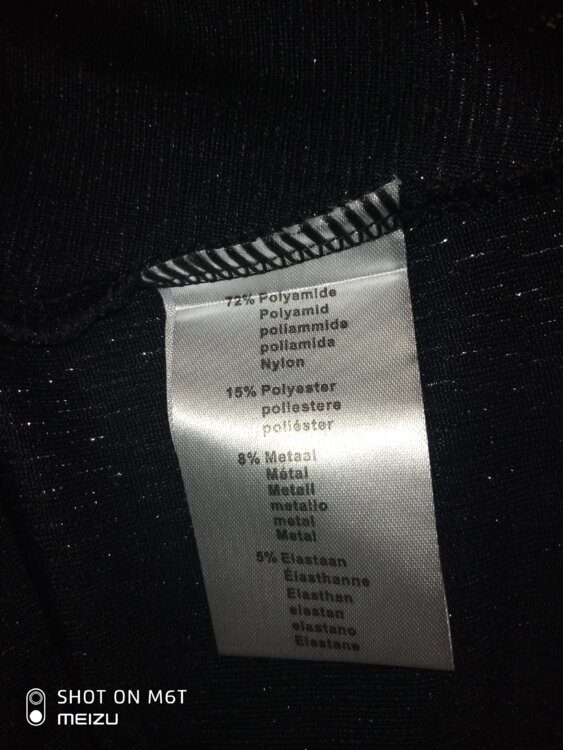 72% Polyamide
Polyamid
poliammide
poliamida
Nylon
15% Polyester
poliestere
poliéster
8% Metaal
Métal
Metall
metallo
metal
Metal
5% Elastaan
Élasthanne
Elasthan
elastan
elastano
Elastane
SHOT ON M6T
MEIZU